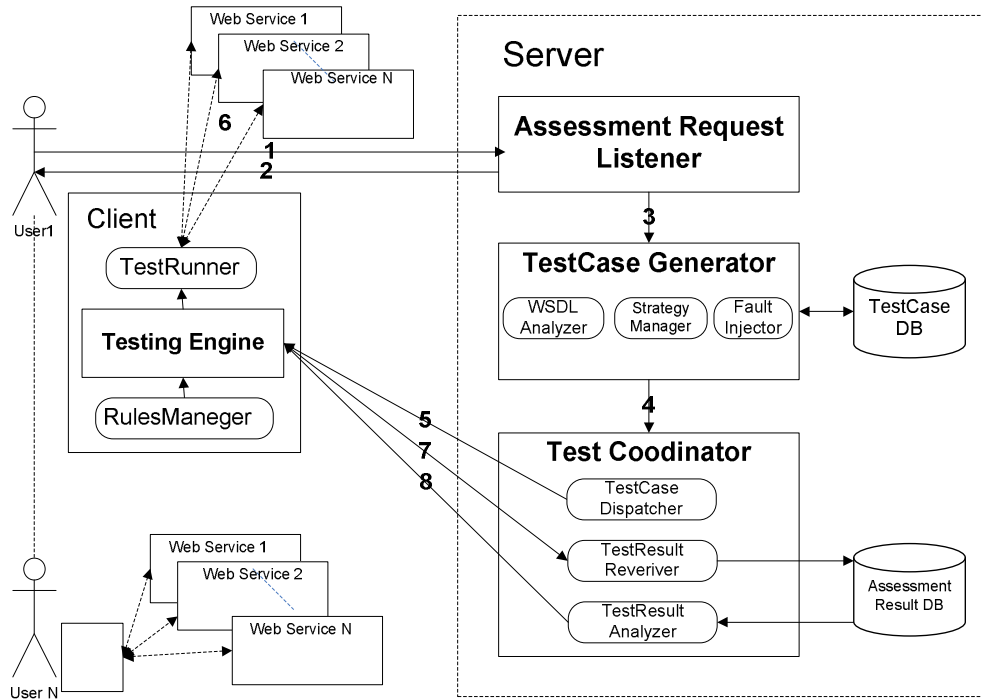 Web Service 1
Web Service 2
Web Service N
6
1
2
User1
Client
TestRunner
Testing Engine
RulesManeger
Server
Assessment Request
Listener
3
TestCase Generator
WSDL
Analyzer
Strategy
Manager
Fault
Injector
TestCase
DB
4
5
7
8
Test Coodinator
TestCase
Dispatcher
TestResult
Reveriver
TestResult
Analyzer
Assessment
Result DB
Web Service 1
Web Service 2
Web Service N
User N